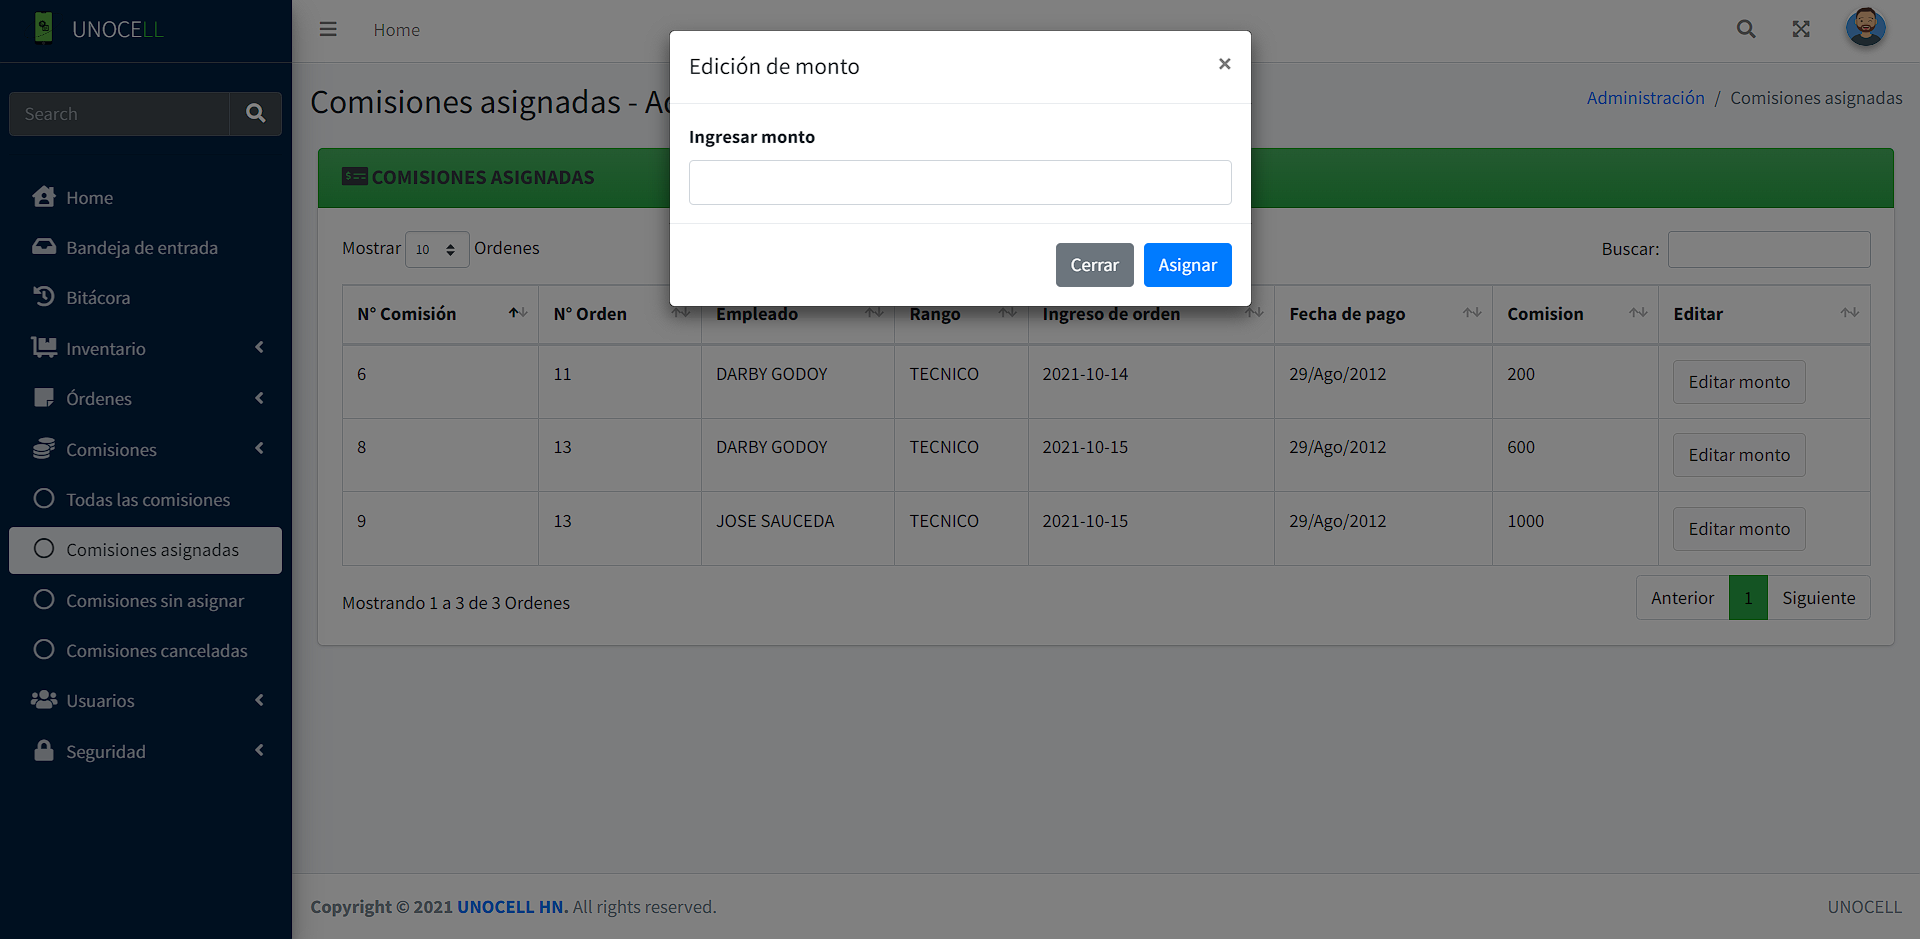 UNOCELL
Search
Home
Bandeja de entrada
Bitácora
Inventario
Órdenes
Comisiones
Todas las comisiones
Comisiones asignadas
Comisiones sin asignar
Comisiones canceladas
Usuarios
Seguridad
Home
Comisiones asignadas - A
Administración / Comisiones asignadas
Edición de monto ×
Ingresar monto
Cerrar Asignar
COMISIONES ASIGNADAS
Mostrar 10 Ordenes
Buscar:
N° Comisión N° Orden Empleado Rango Ingreso de orden Fecha de pago Comision Editar
6 11 DARBY GODOY TECNICO 2021-10-14 29/Ago/2012 200 Editar monto
8 13 DARBY GODOY TECNICO 2021-10-15 29/Ago/2012 600 Editar monto
9 13 JOSE SAUCEDA TECNICO 2021-10-15 29/Ago/2012 1000 Editar monto
Mostrando 1 a 3 de 3 Ordenes
Anterior 1 Siguiente
Copyright © 2021 UNOCELL HN. All rights reserved.
UNOCELL